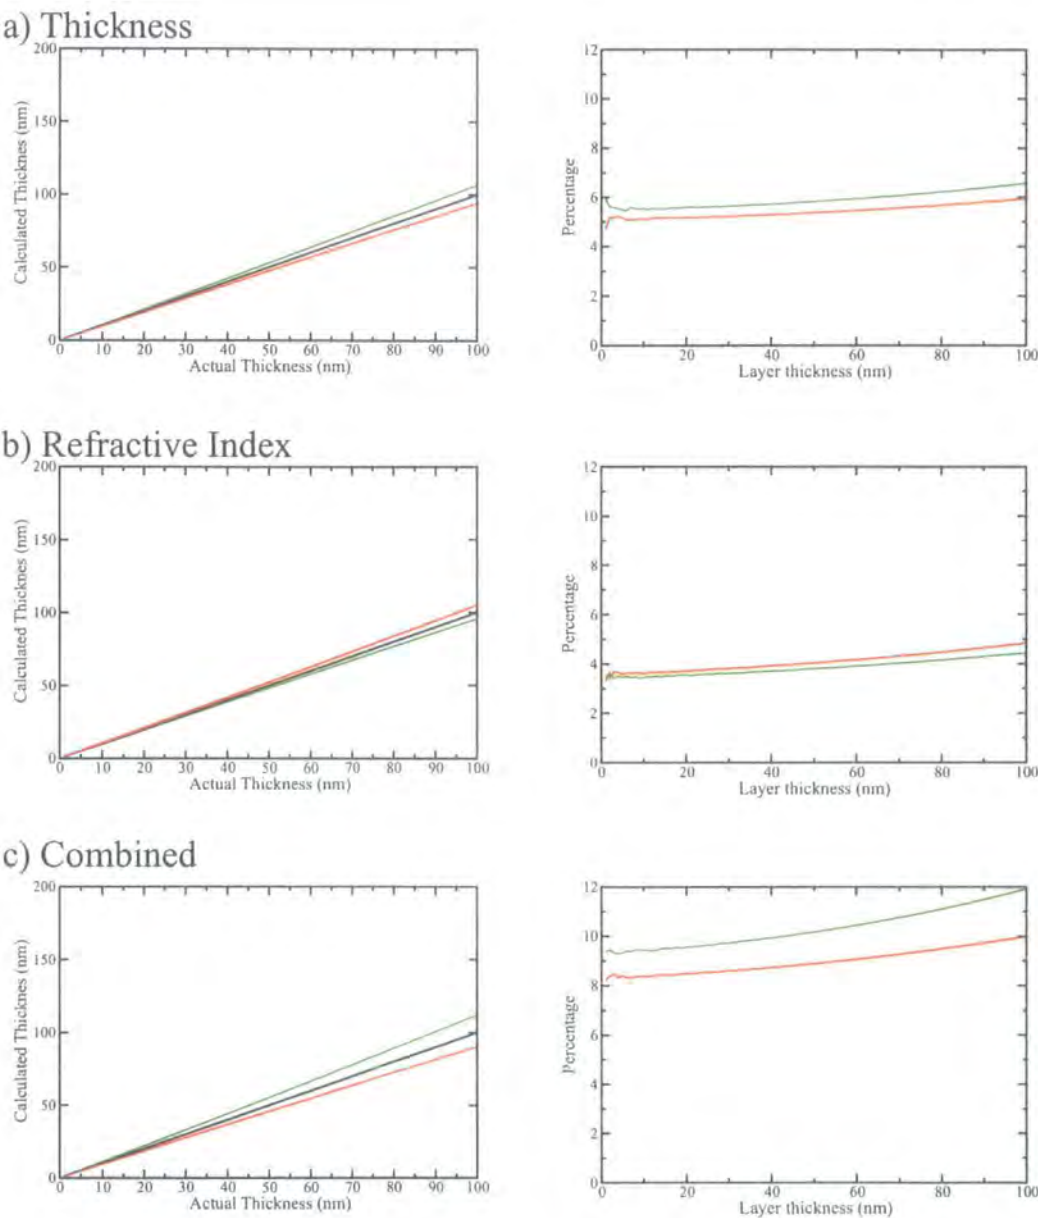 a) Thickness
200
150
100
50
0
Calculated Thicknes (nm)
0 10 20 30 40 50 60 70 80 90 100
Actual Thickness (nm)
12
10
8
6
4
2
0
Percentage
0 20 40 60 80 100
Layer thickness (nm)
b) Refractive Index
200
150
100
50
0
Calculated Thicknes (nm)
0 10 20 30 40 50 60 70 80 90 100
Actual Thickness (nm)
12
10
8
6
4
2
0
Percentage
0 20 40 60 80 100
Layer thickness (nm)
c) Combined
200
150
100
50
0
Calculated Thicknes (nm)
0 10 20 30 40 50 60 70 80 90 100
Actual Thickness (nm)
12
10
8
6
4
2
0
Percentage
0 20 40 60 80 100
Layer thickness (nm)